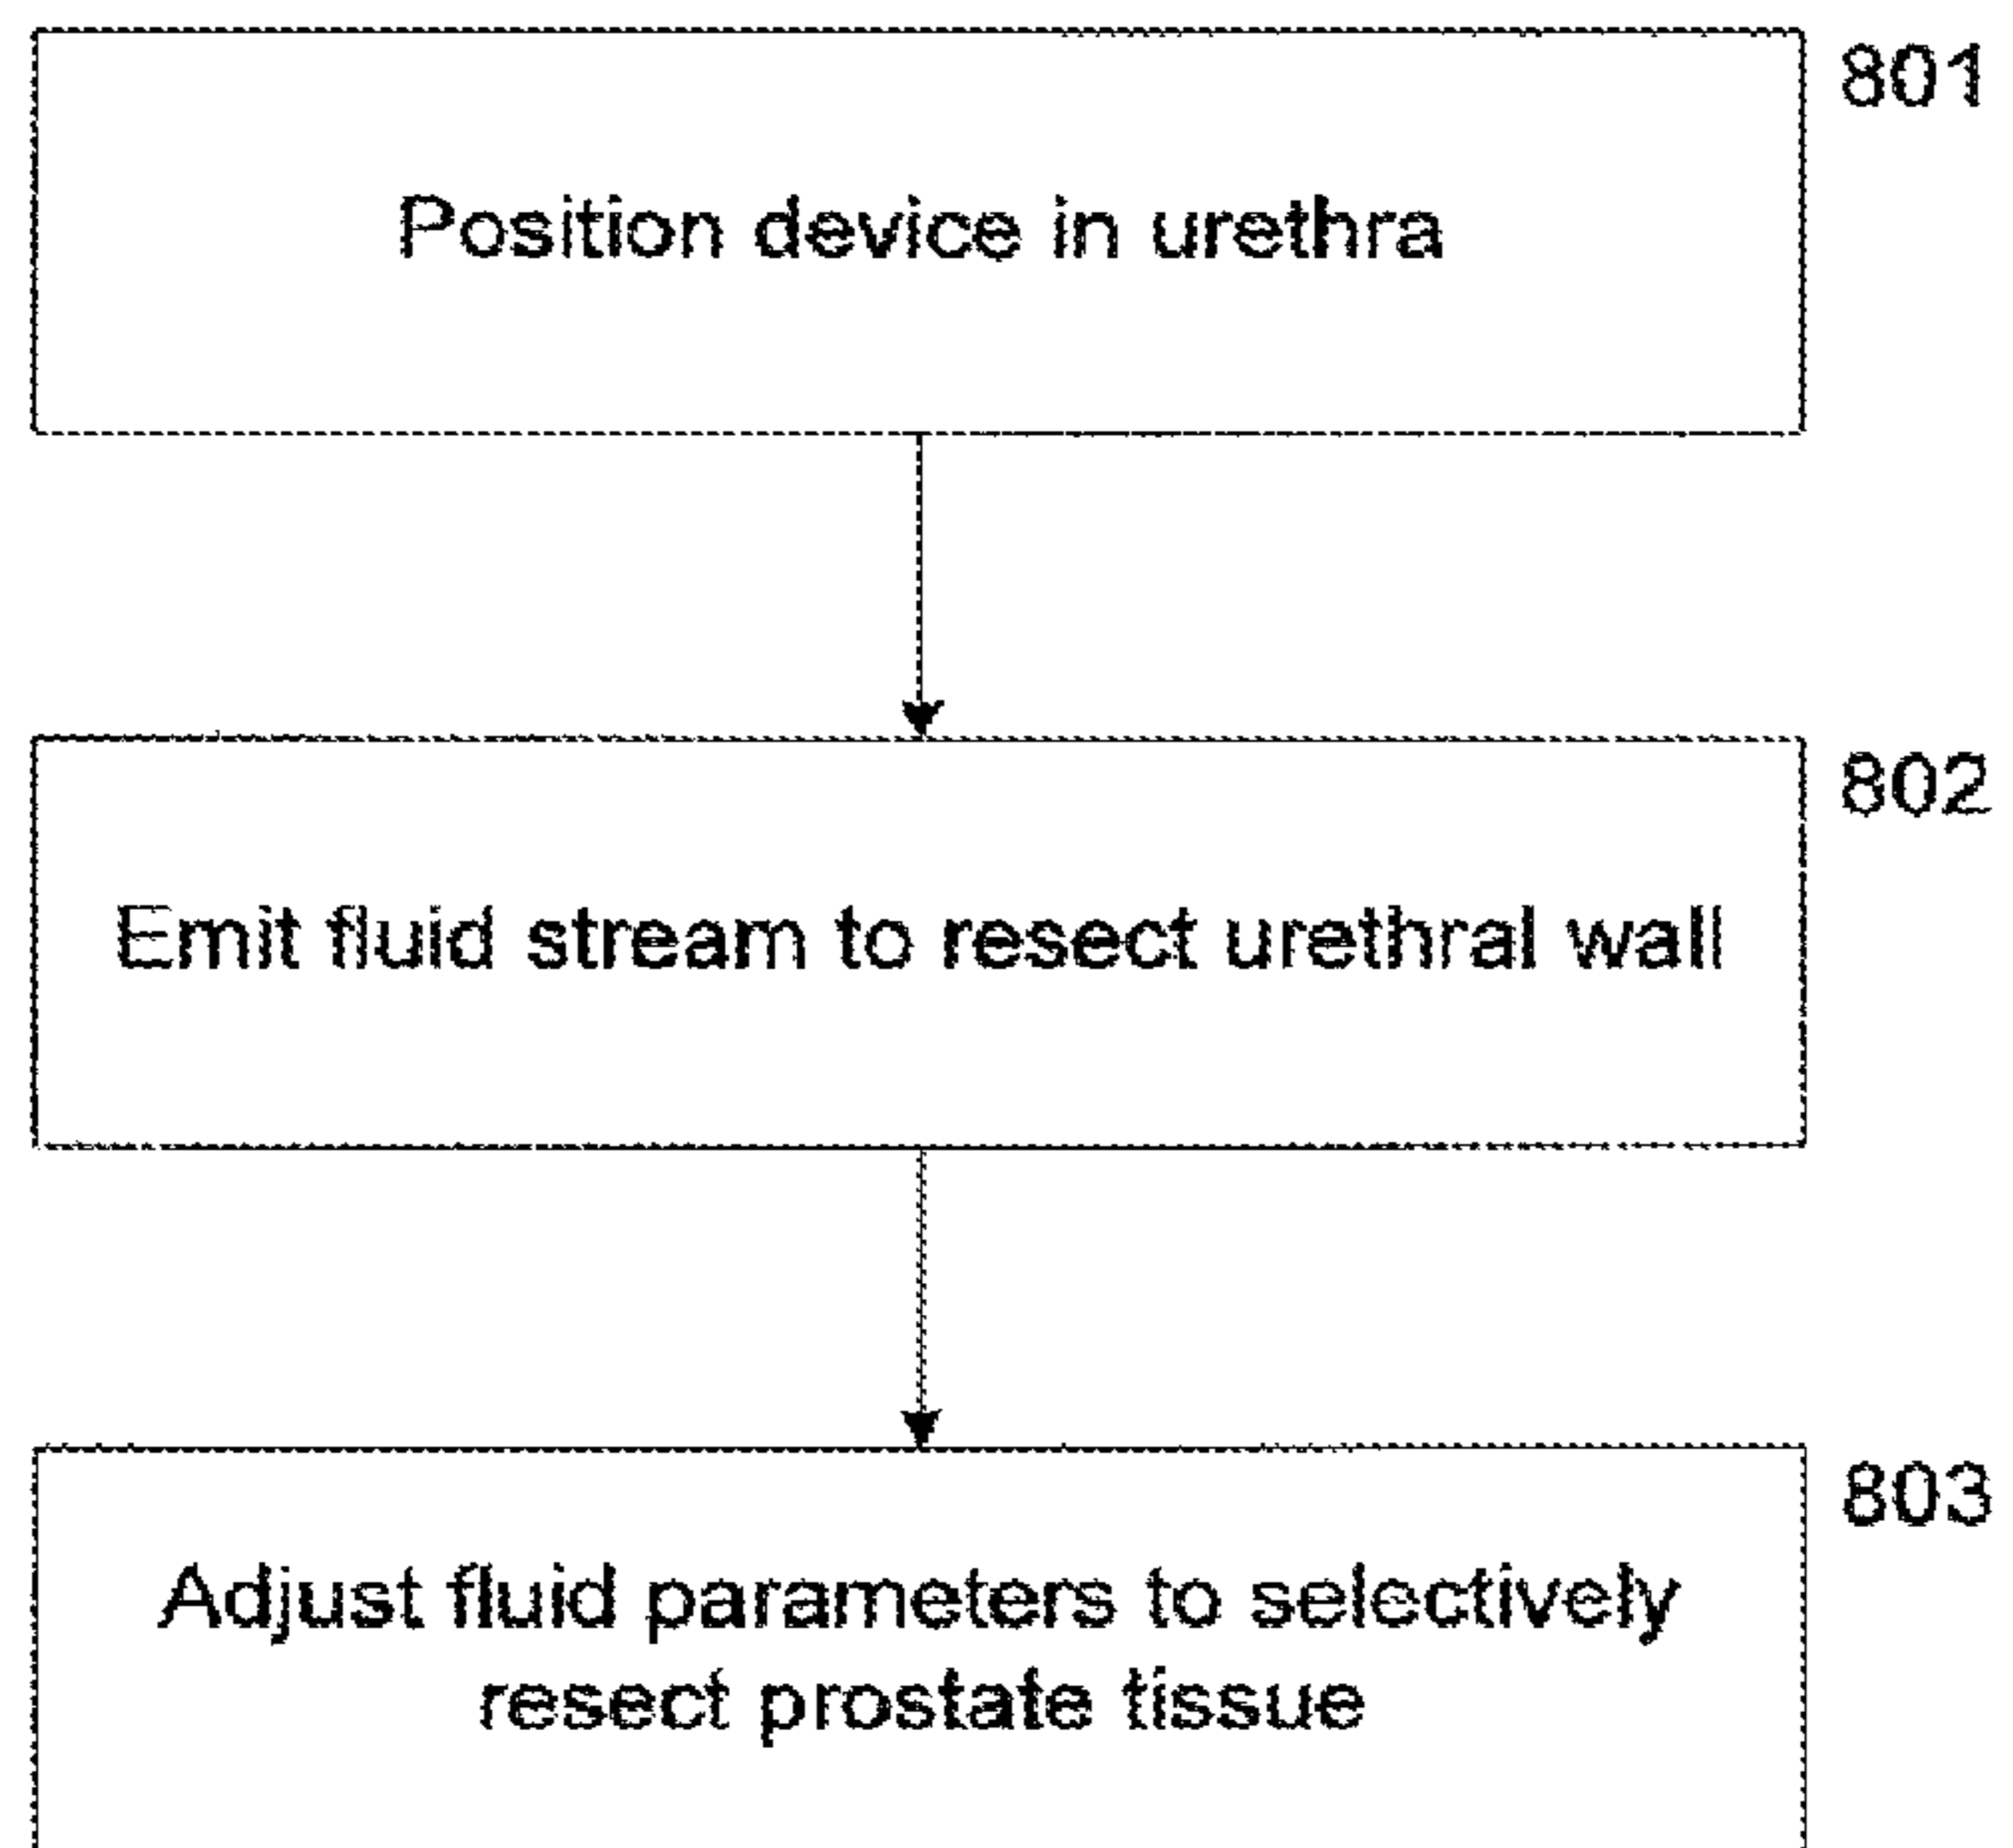 801
Position device in urethra
802
Emit fluid stream to resect urethral wall
803
Adjust fluid parameters to selectively
resect prostate tissue